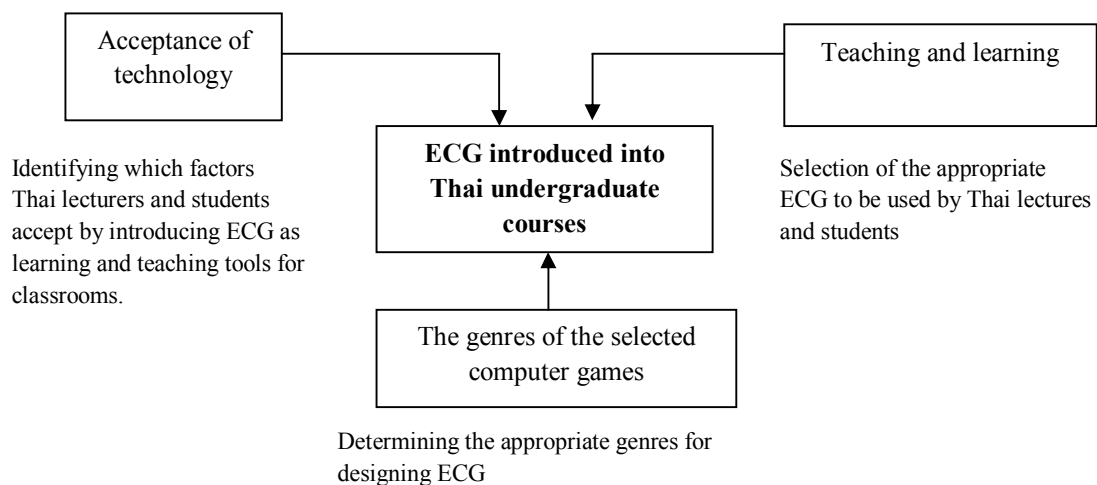 Acceptance of
technology
Teaching and learning
ECG introduced into
Thai undergraduate
courses
Identifying which factors
Thai lecturers and students
accept by introducing ECG as
learning and teaching tools for
classrooms.
Selection of the appropriate
ECG to be used by Thai lectures
and students
The genres of the selected
computer games
Determining the appropriate genres for
designing ECG